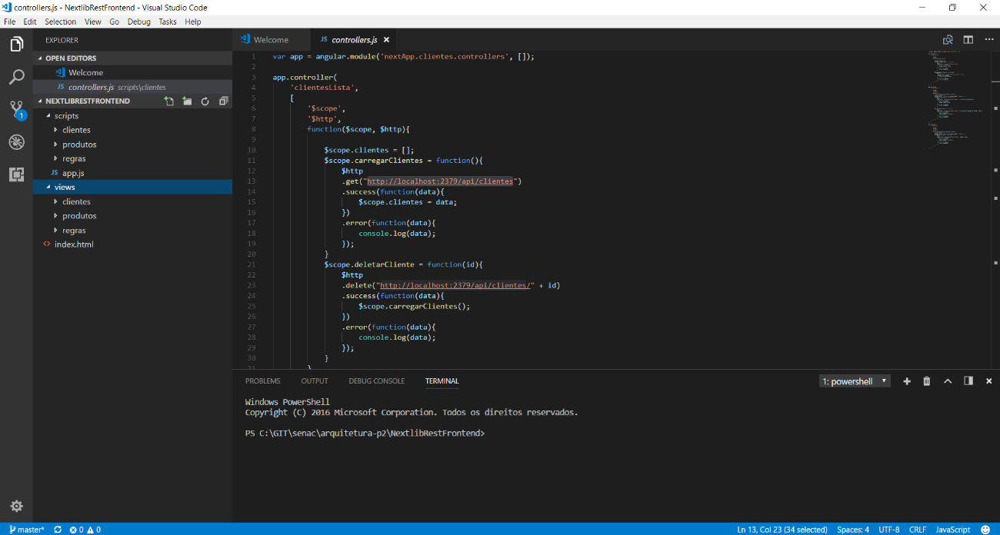 controllers.js - NextlibRestFrontend - Visual Studio Code
File Edit Selection View Go Debug Tasks Help
EXPLORER
OPEN EDITORS
Welcome
JS controllers.js scripts\clientes
NEXTLIBRESTFRONTEND
scripts
clientes
produtos
regras
JS app.js
views
clientes
produtos
regras
<> index.html
1
Welcome
JS controllers.js
1 var app = angular.module('nextApp.clientes.controllers', []);
2
3 app.controller(
4 'clientesLista',
5 [
6 '$scope',
7 '$http',
8 function($scope, $http){
9
10 $scope.clientes = [];
11 $scope.carregarClientes = function(){
12 $http
13 .get("http://localhost:2379/api/clientes")
14 .success(function(data){
15 $scope.clientes = data;
16 })
17 .error(function(data){
18 console.log(data);
19 });
20 }
21 $scope.deletarCliente = function(id){
22 $http
23 .delete("http://localhost:2379/api/clientes/" + id)
24 .success(function(data){
25 $scope.carregarClientes();
26 })
27 .error(function(data){
28 console.log(data);
29 });
30 }
31 }
PROBLEMS OUTPUT DEBUG CONSOLE TERMINAL 1: powershell
Windows PowerShell
Copyright (C) 2016 Microsoft Corporation. Todos os direitos reservados.
PS C:\GIT\senac\arquitetura-p2\NextlibRestFrontend>
master* 0 0 Ln 13, Col 23 (34 selected) Spaces: 4 UTF-8 CRLF JavaScript